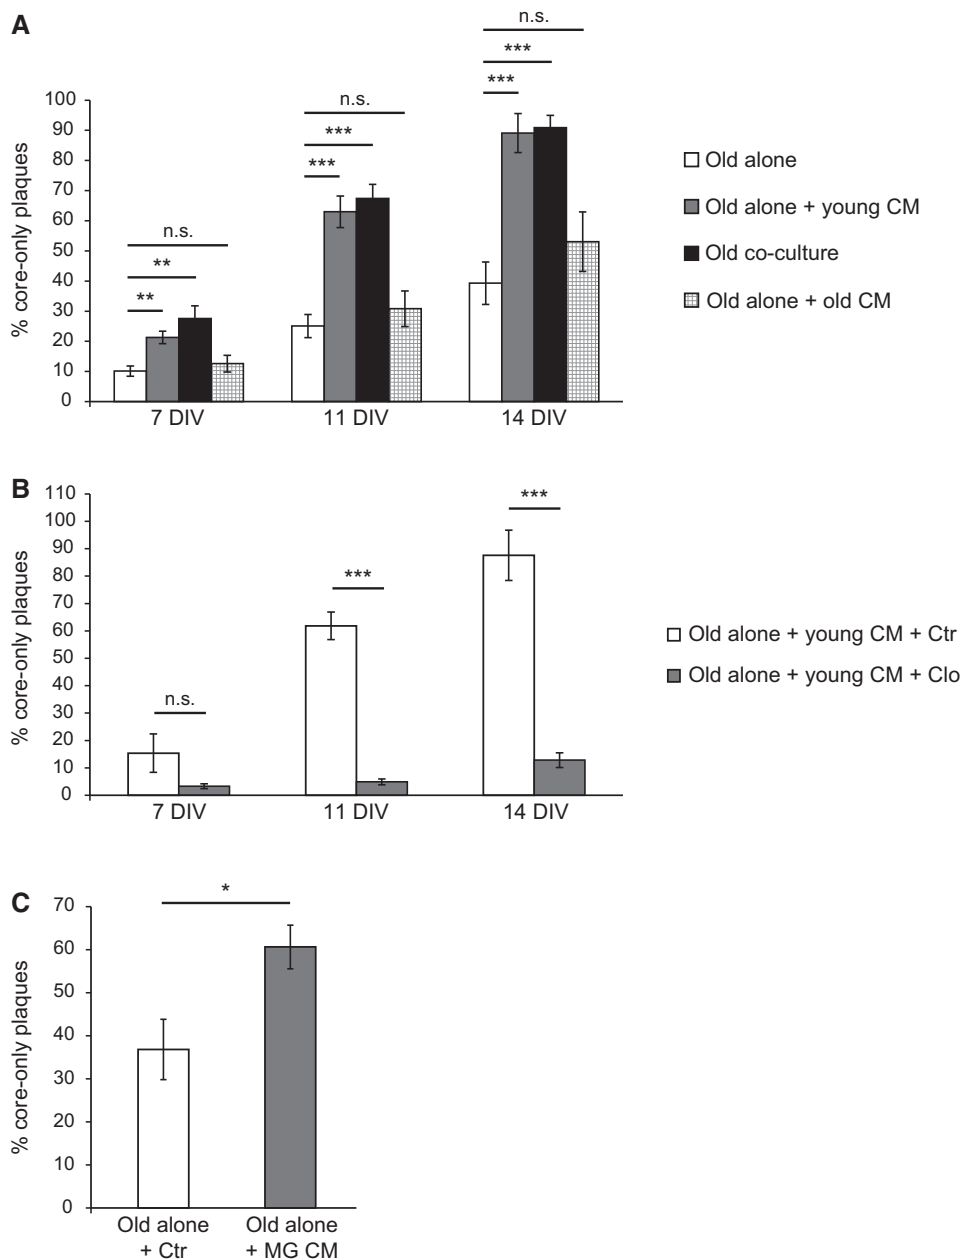 A
n.s.
***
***
n.s.
***
***
n.s.
**
**
% core-only plaques
100
90
80
70
60
50
40
30
20
10
0
7 DIV
11 DIV
14 DIV
Old alone
Old alone + young CM
Old co-culture
Old alone + old CM
B
% core-only plaques
110
100
90
80
70
60
50
40
30
20
10
0
n.s.
***
***
7 DIV
11 DIV
14 DIV
Old alone + young CM + Ctr
Old alone + young CM + Clo
C
% core-only plaques
70
60
50
40
30
20
10
0
*
Old alone
+ Ctr
Old alone
+ MG CM